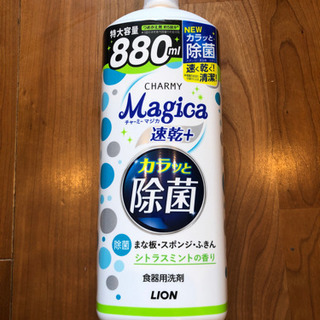 特大容量
880ml
NEW
カラッと
除菌
速く乾く!
清潔!
CHARMY
Magica
チャーミーマジカ
速乾+
カラッと
除菌
除菌 まな板・スポンジ・ふきん
シトラスミントの香り
食器用洗剤
LION